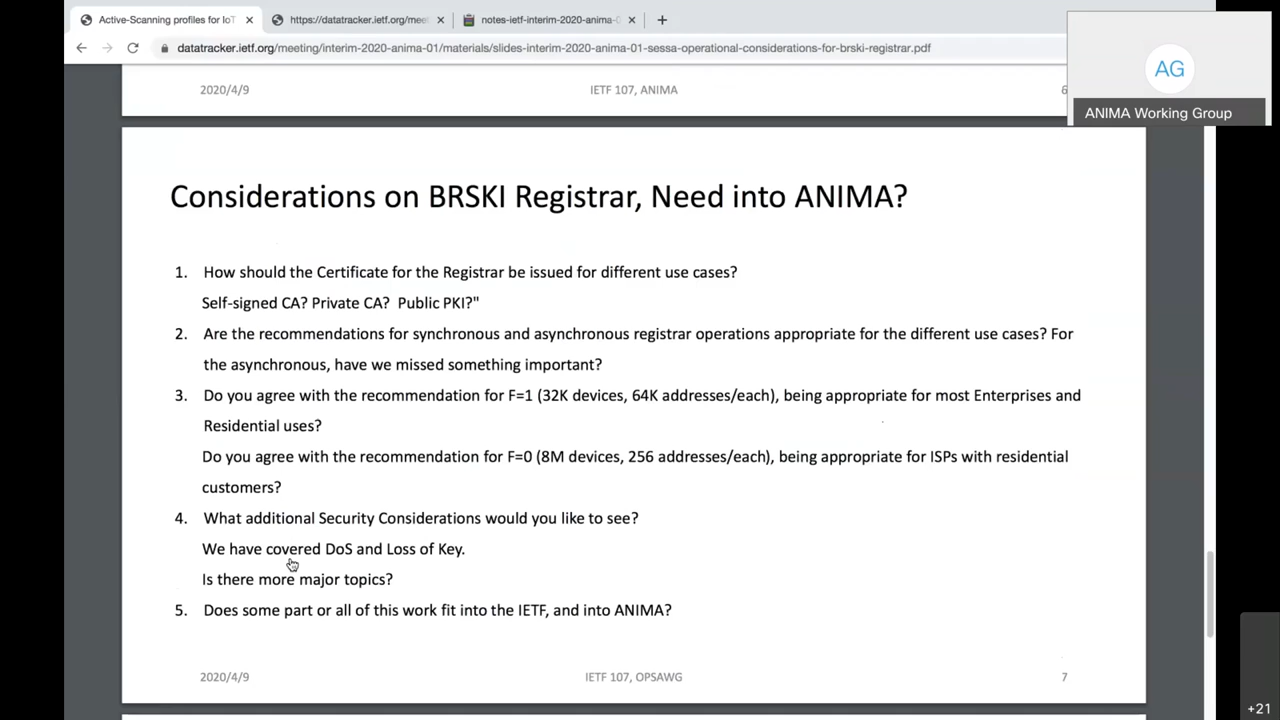 Active-Scanning profiles for IoT
https://datatracker.ietf.org/mee
notes-ietf-interim-2020-anima-0
datatracker.ietf.org/meeting/interim-2020-anima-01/materials/slides-interim-2020-anima-01-sessa-operational-considerations-for-brski-registrar.pdf
AG
ANIMA Working Group
2020/4/9 IETF 107, ANIMA 6
Considerations on BRSKI Registrar, Need into ANIMA?
1. How should the Certificate for the Registrar be issued for different use cases?
Self-signed CA? Private CA? Public PKI?"
2. Are the recommendations for synchronous and asynchronous registrar operations appropriate for the different use cases? For
the asynchronous, have we missed something important?
3. Do you agree with the recommendation for F=1 (32K devices, 64K addresses/each), being appropriate for most Enterprises and
Residential uses?
Do you agree with the recommendation for F=0 (8M devices, 256 addresses/each), being appropriate for ISPs with residential
customers?
4. What additional Security Considerations would you like to see?
We have covered DoS and Loss of Key.
Is there more major topics?
5. Does some part or all of this work fit into the IETF, and into ANIMA?
2020/4/9 IETF 107, OPSAWG 7
+21